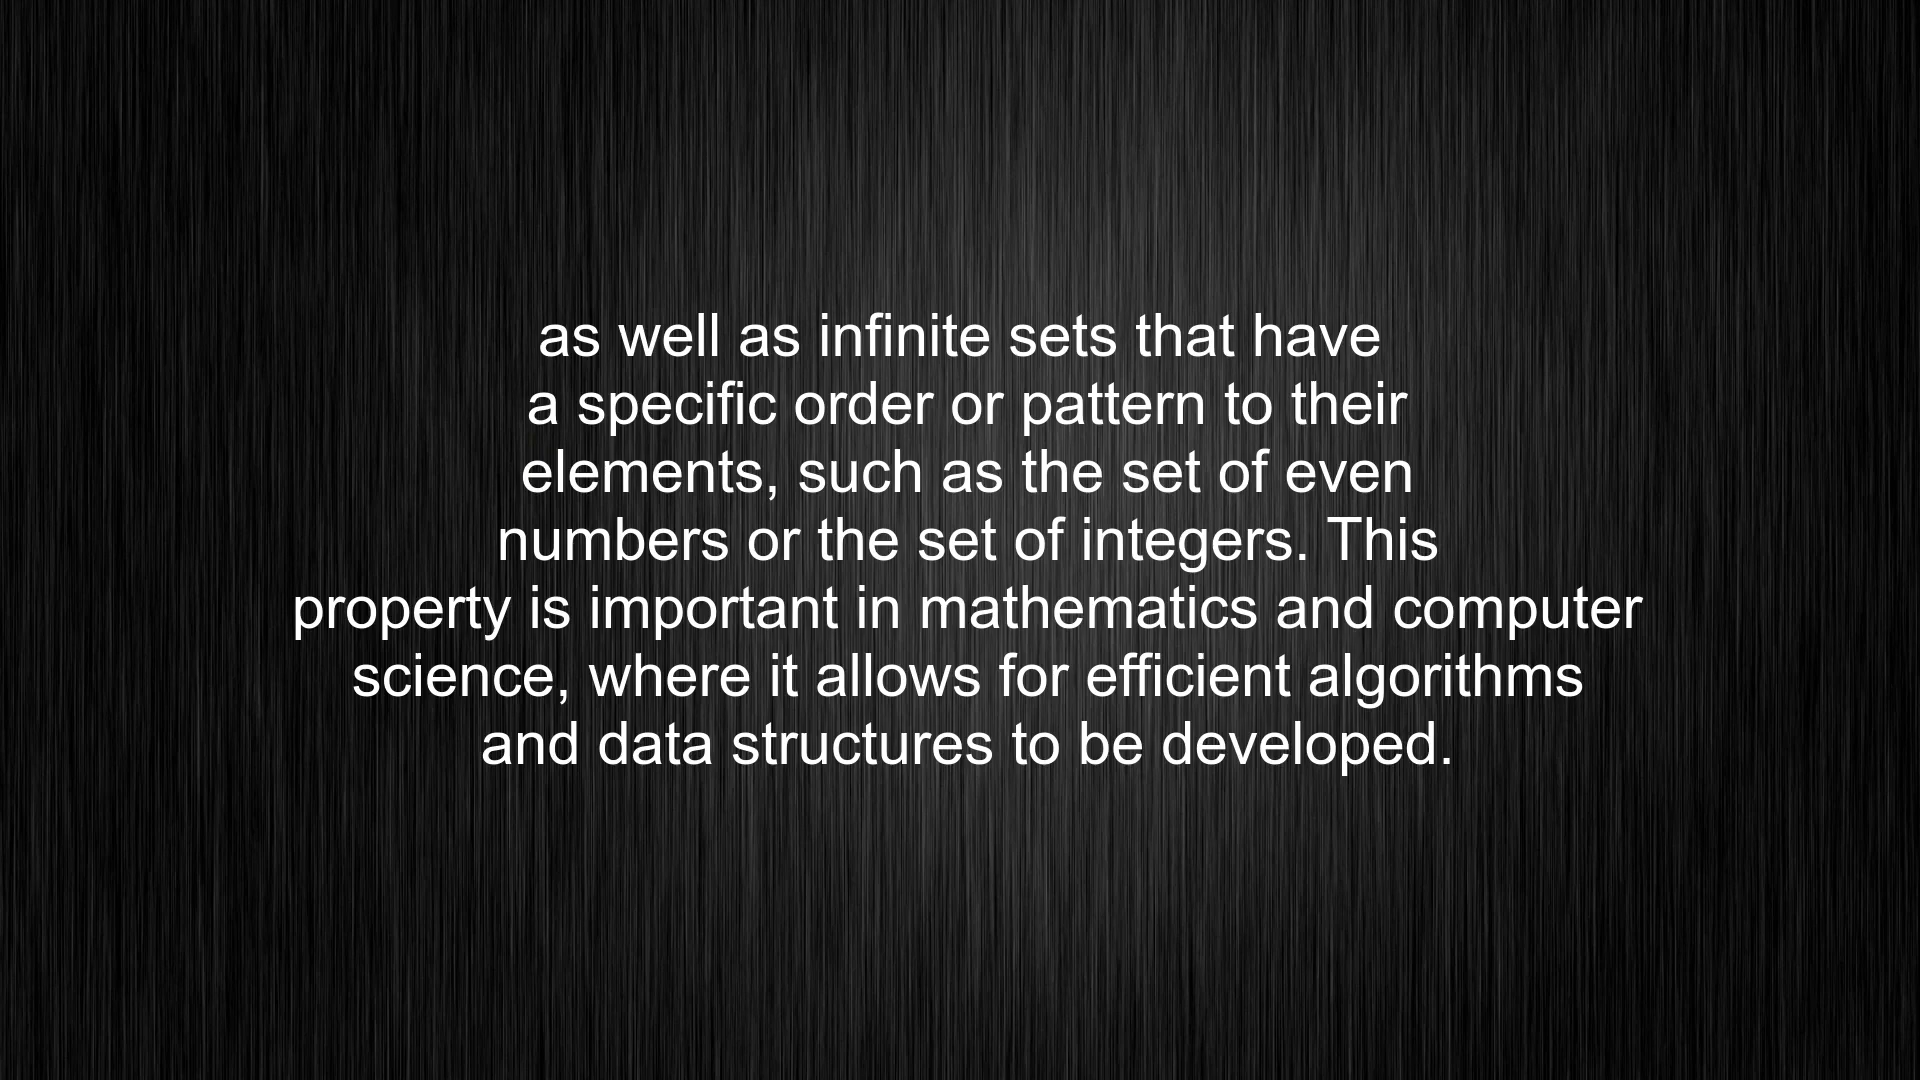 as well as infinite sets that have
a specific order or pattern to their
elements, such as the set of even
numbers or the set of integers. This
property is important in mathematics and computer
science, where it allows for efficient algorithms
and data structures to be developed.